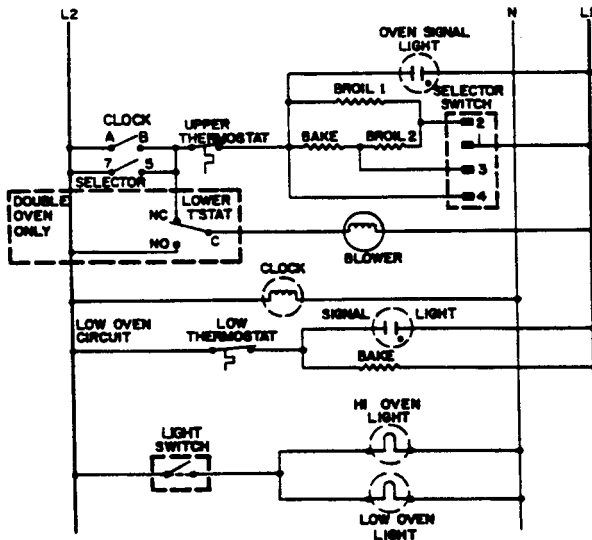 L2
N
L1
OVEN SIGNAL
LIGHT
BROIL 1
SELECTOR
SWITCH
CLOCK
A
B
UPPER
THERMOSTAT
BAKE
BROIL 2
2
1
3
4
7
5
SELECTOR
DOUBLE
OVEN
ONLY
LOWER
T'STAT
NC
NO
C
BLOWER
CLOCK
LOW OVEN
CIRCUIT
LOW
THERMOSTAT
SIGNAL
LIGHT
BAKE
HI OVEN
LIGHT
LIGHT
SWITCH
LOW OVEN
LIGHT